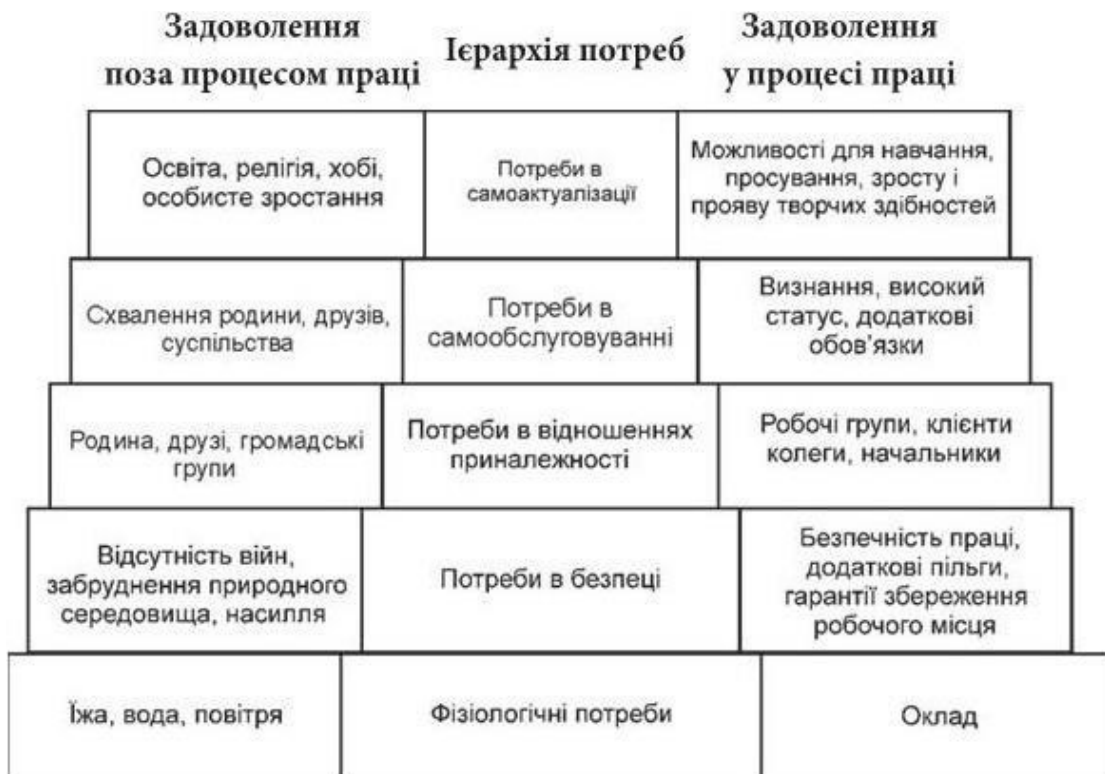 Задоволення
поза процесом праці
Ієрархія потреб
Задоволення
у процесі праці
Освіта, релігія, хобі,
особисте зростання
Потреби в
самоактуалізації
Можливості для навчання,
просування, зросту і
прояву творчих здібностей
Схвалення родини, друзів,
суспільства
Потреби в
самообслуговуванні
Визнання, високий
статус, додаткові
обов’язки
Родина, друзі, громадські
групи
Потреби в відношеннях
приналежності
Робочі групи, клієнти
колеги, начальники
Відсутність війн,
забруднення природного
середовища, насилля
Потреби в безпеці
Безпечність праці,
додаткові пільги,
гарантії збереження
робочого місця
Їжа, вода, повітря
Фізіологічні потреби
Оклад